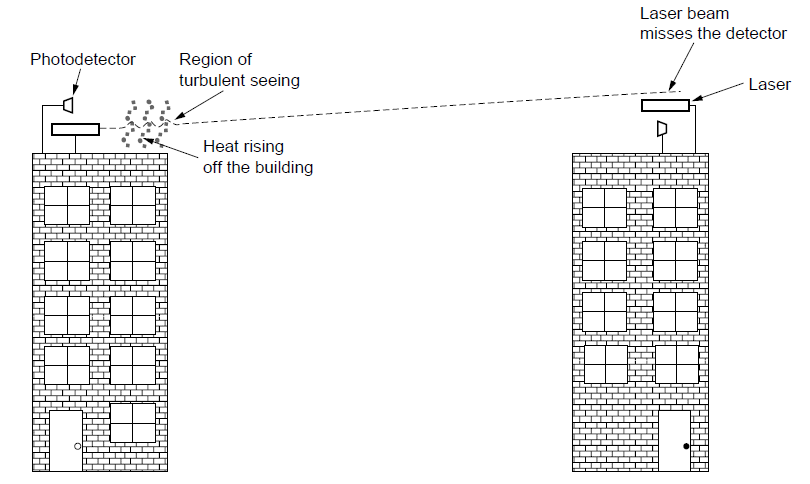 Photodetector
Region of
turbulent seeing
Heat rising
off the building
Laser beam
misses the detector
Laser